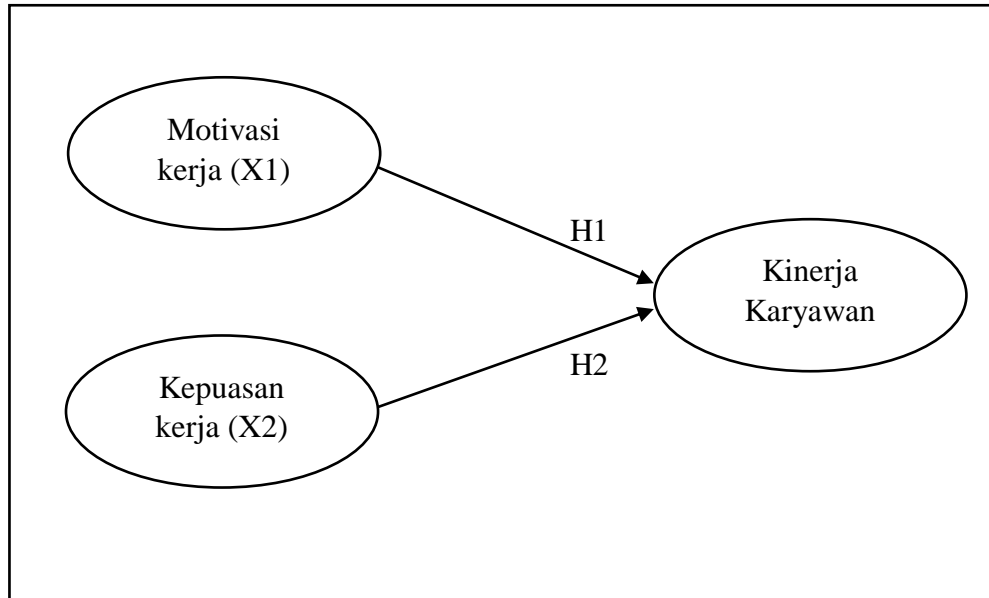 Motivasi
kerja (X1)
H1
Kinerja
Karyawan
H2
Kepuasan
kerja (X2)